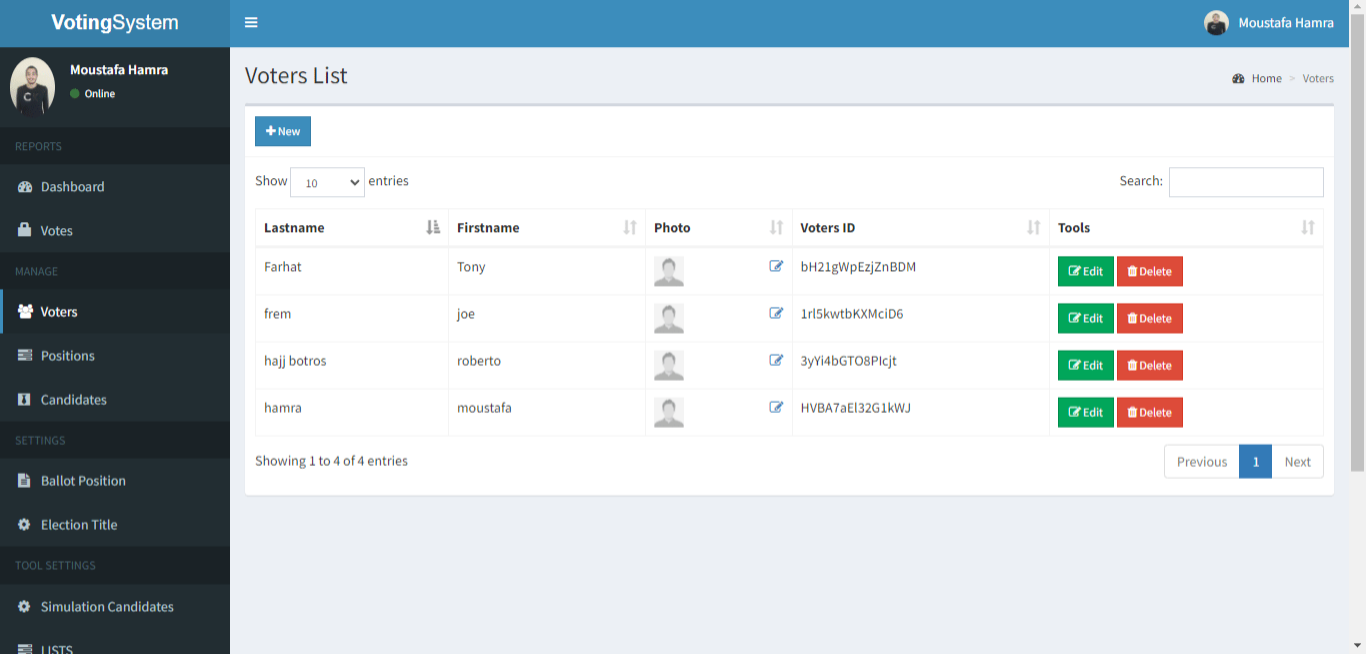 VotingSystem
Moustafa Hamra
Moustafa Hamra
Online
REPORTS
Dashboard
Votes
MANAGE
Voters
Positions
Candidates
SETTINGS
Ballot Position
Election Title
TOOL SETTINGS
Simulation Candidates
LISTS
Voters List
Home > Voters
New
Show 10 entries
Search:
Lastname Firstname Photo Voters ID Tools
Farhat Tony bH21gWpEzjZnBDM Edit Delete
frem joe 1rl5kwtbKXMciD6 Edit Delete
hajj botros roberto 3yYi4bGTO8PIcjt Edit Delete
hamra moustafa HVBA7aEl32G1kWJ Edit Delete
Showing 1 to 4 of 4 entries
Previous 1 Next